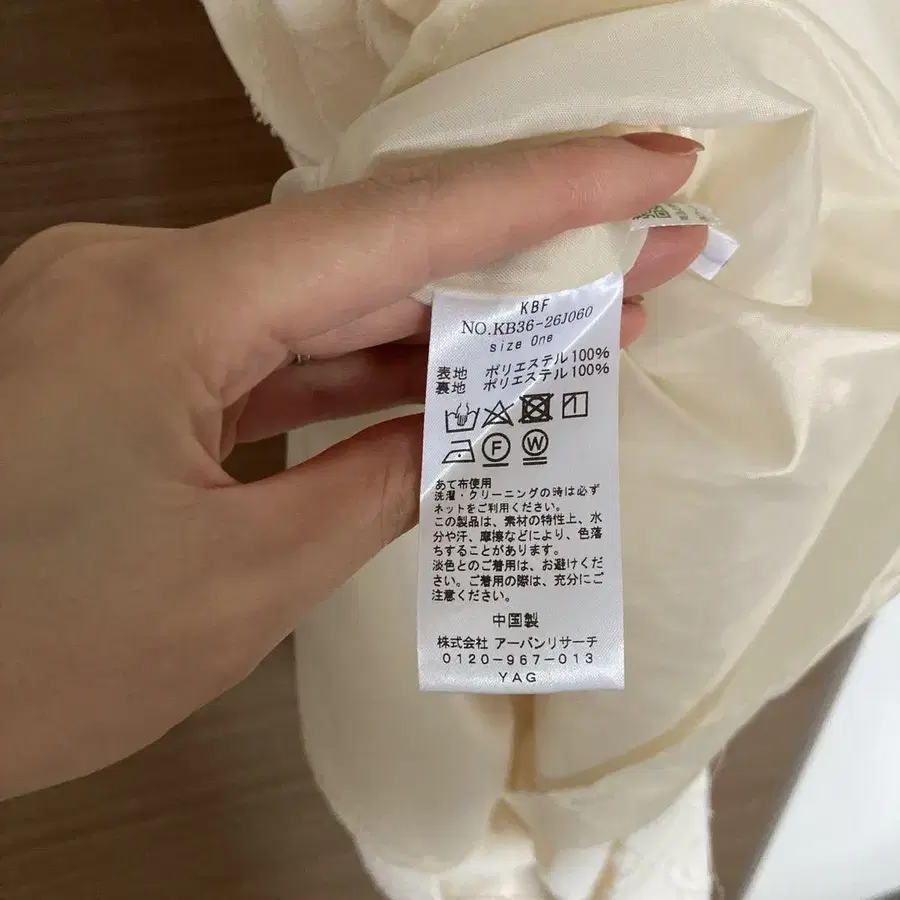 KBF
NO.KB36-26J060
size One
表地 ポリエステル100%
裏地 ポリエステル100%
F W
あて布使用
洗濯・クリーニングの時は必ず
ネットをご利用ください。
この製品は、素材の特性上、水
分や汗、摩擦などにより、色落
ちすることがあります。
淡色とのご着用は、お避けくだ
さい。ご着用の際は、充分にご
注意ください。
中国製
株式会社 アーバンリサーチ
0120-967-013
YAG